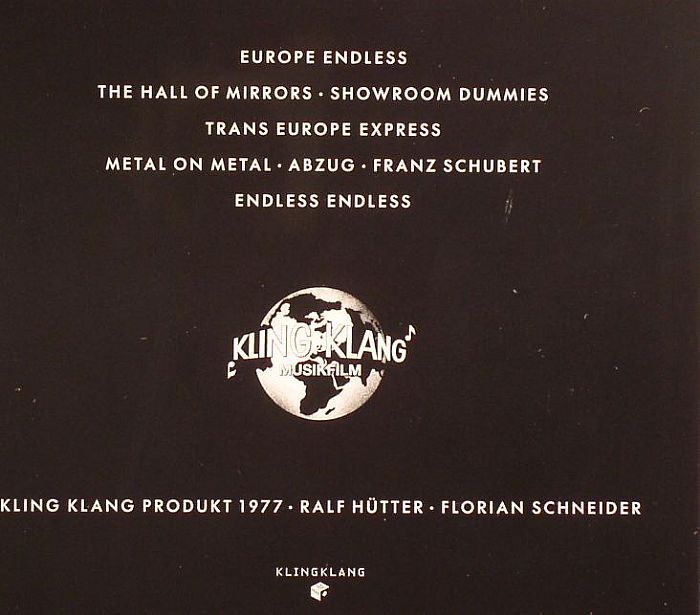 EUROPE ENDLESS
THE HALL OF MIRRORS · SHOWROOM DUMMIES
TRANS EUROPE EXPRESS
METAL ON METAL · ABZUG · FRANZ SCHUBERT
ENDLESS ENDLESS
KLING KLANG
MUSIKFILM
KLING KLANG PRODUKT 1977 · RALF HÜTTER · FLORIAN SCHNEIDER
KLINGKLANG